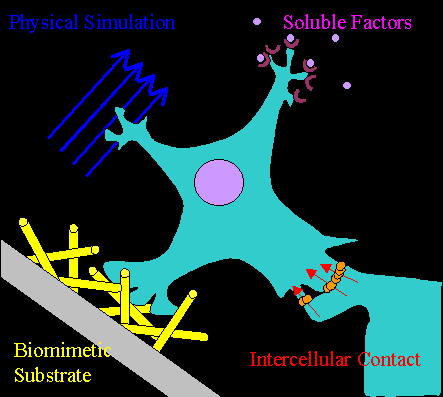 Physical Simulation
Soluble Factors
Biomimetic
Substrate
Intercellular Contact